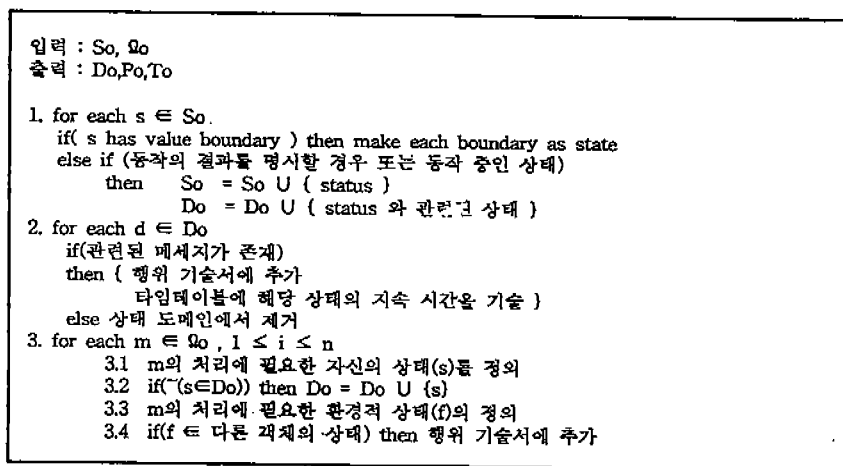 입력 : So, Ωo
출력 : Do,Po,To
1. for each s ∈ So.
if( s has value boundary ) then make each boundary as state
else if (동작의 결과를 명시할 경우 또는 동작 중인 상태)
then So = So U { status }
Do = Do U { status 와 관련된 상태 }
2. for each d ∈ Do
if(관련된 메세지가 존재)
then { 행위 기술서에 추가
타임테이블에 해당 상태의 지속 시간을 기술 }
else 상태 도메인에서 제거
3. for each m ∈ Ωo , 1 ≤ i ≤ n
3.1 m의 처리에 필요한 자신의 상태(s)를 정의
3.2 if(~(s∈Do)) then Do = Do U {s}
3.3 m의 처리에 필요한 환경적 상태(f)의 정의
3.4 if(f ∈ 다른 객체의 상태) then 행위 기술서에 추가